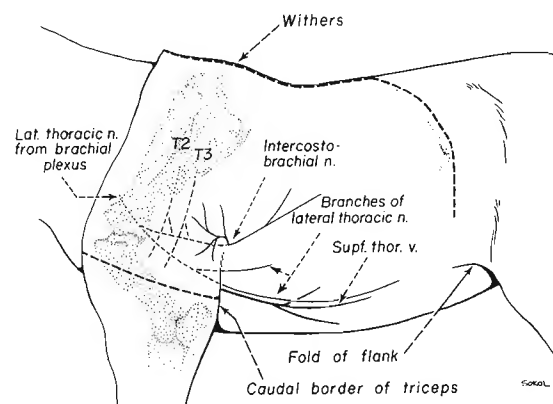 Withers
Lat. thoracic n.
from brachial
plexus
T2
T3
Intercosto-
brachial n.
Branches of
lateral thoracic n.
Supf. thor. v.
Fold of flank
Caudal border of triceps
SOKOL